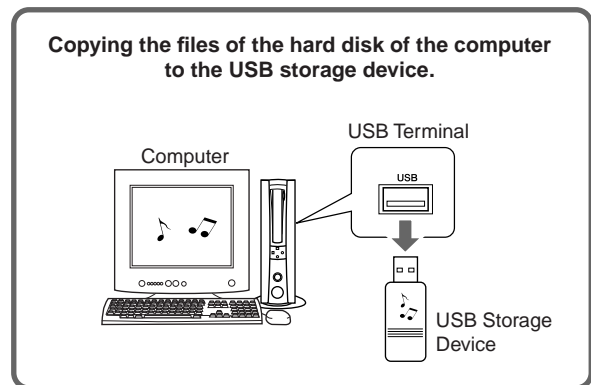 Copying the files of the hard disk of the computer
to the USB storage device.
USB Terminal
Computer
USB
USB Storage
Device